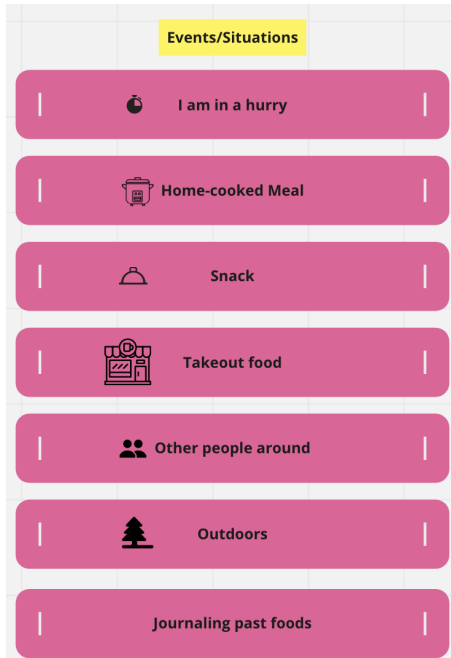 Events/Situations
I am in a hurry
Home-cooked Meal
Snack
Takeout food
Other people around
Outdoors
Journaling past foods